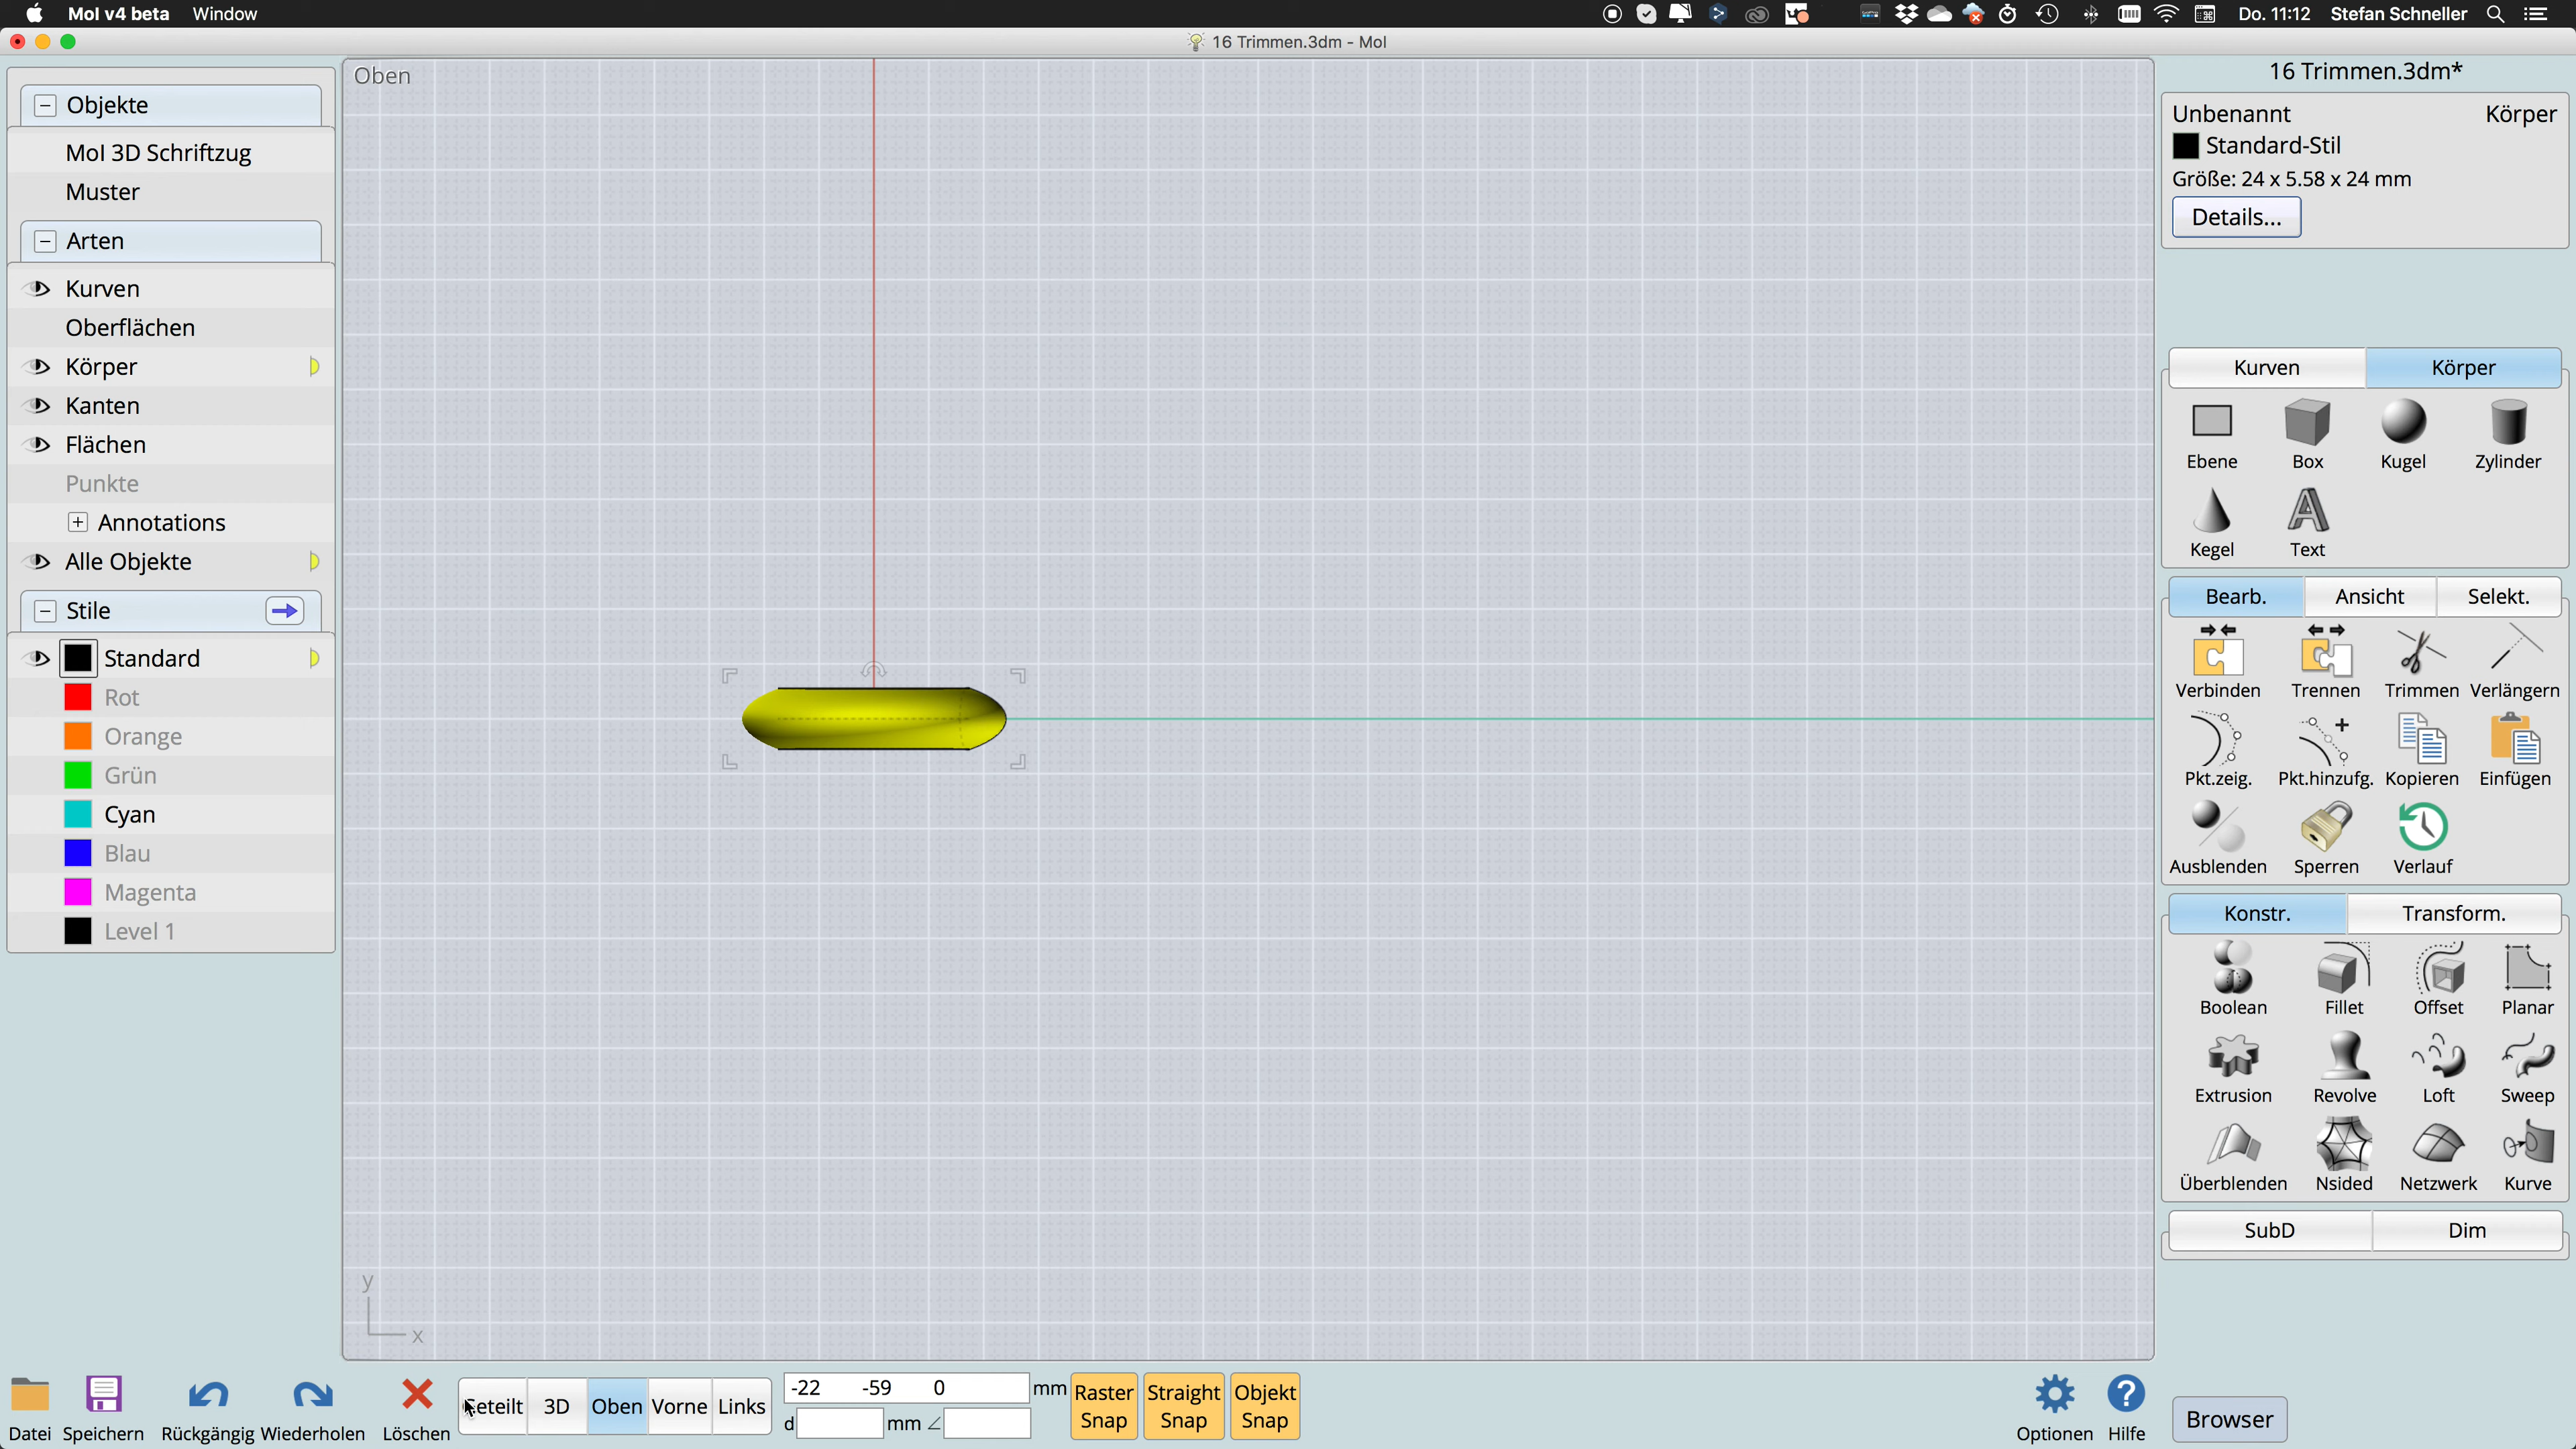 MoI v4 beta Window
Do. 11:12 Stefan Schneller
16 Trimmen.3dm - MoI
Objekte
MoI 3D Schriftzug
Muster
Arten
Kurven
Oberflächen
Körper
Kanten
Flächen
Punkte
Annotations
Alle Objekte
Stile
Standard
Rot
Orange
Grün
Cyan
Blau
Magenta
Level 1
Oben
y
x
16 Trimmen.3dm*
Unbenannt Körper
Standard-Stil
Größe: 24 x 5.58 x 24 mm
Details...
Kurven Körper
Ebene Box Kugel Zylinder
Kegel Text
Bearb. Ansicht Selekt.
Verbinden Trennen Trimmen Verlängern
Pkt.zeig. Pkt.hinzufg. Kopieren Einfügen
Ausblenden Sperren Verlauf
Konstr. Transform.
Boolean Fillet Offset Planar
Extrusion Revolve Loft Sweep
Überblenden Nsided Netzwerk Kurve
SubD Dim
Datei Speichern Rückgängig Wiederholen Löschen
eteilt 3D Oben Vorne Links
-22 -59 0 mm
d mm
Raster Snap
Straight Snap
Objekt Snap
Optionen Hilfe
Browser